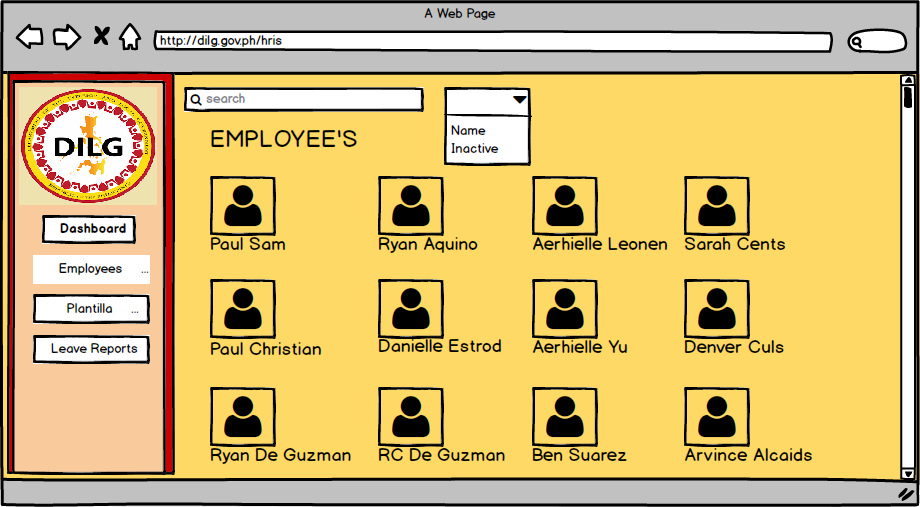 A Web Page
http://dilg.gov.ph/hris
search
Name
Inactive
EMPLOYEE'S
DILG
Dashboard
Employees ...
Plantilla ...
Leave Reports
Paul Sam
Ryan Aquino
Aerhielle Leonen
Sarah Cents
Paul Christian
Danielle Estrod
Aerhielle Yu
Denver Culs
Ryan De Guzman
RC De Guzman
Ben Suarez
Arvince Alcaids